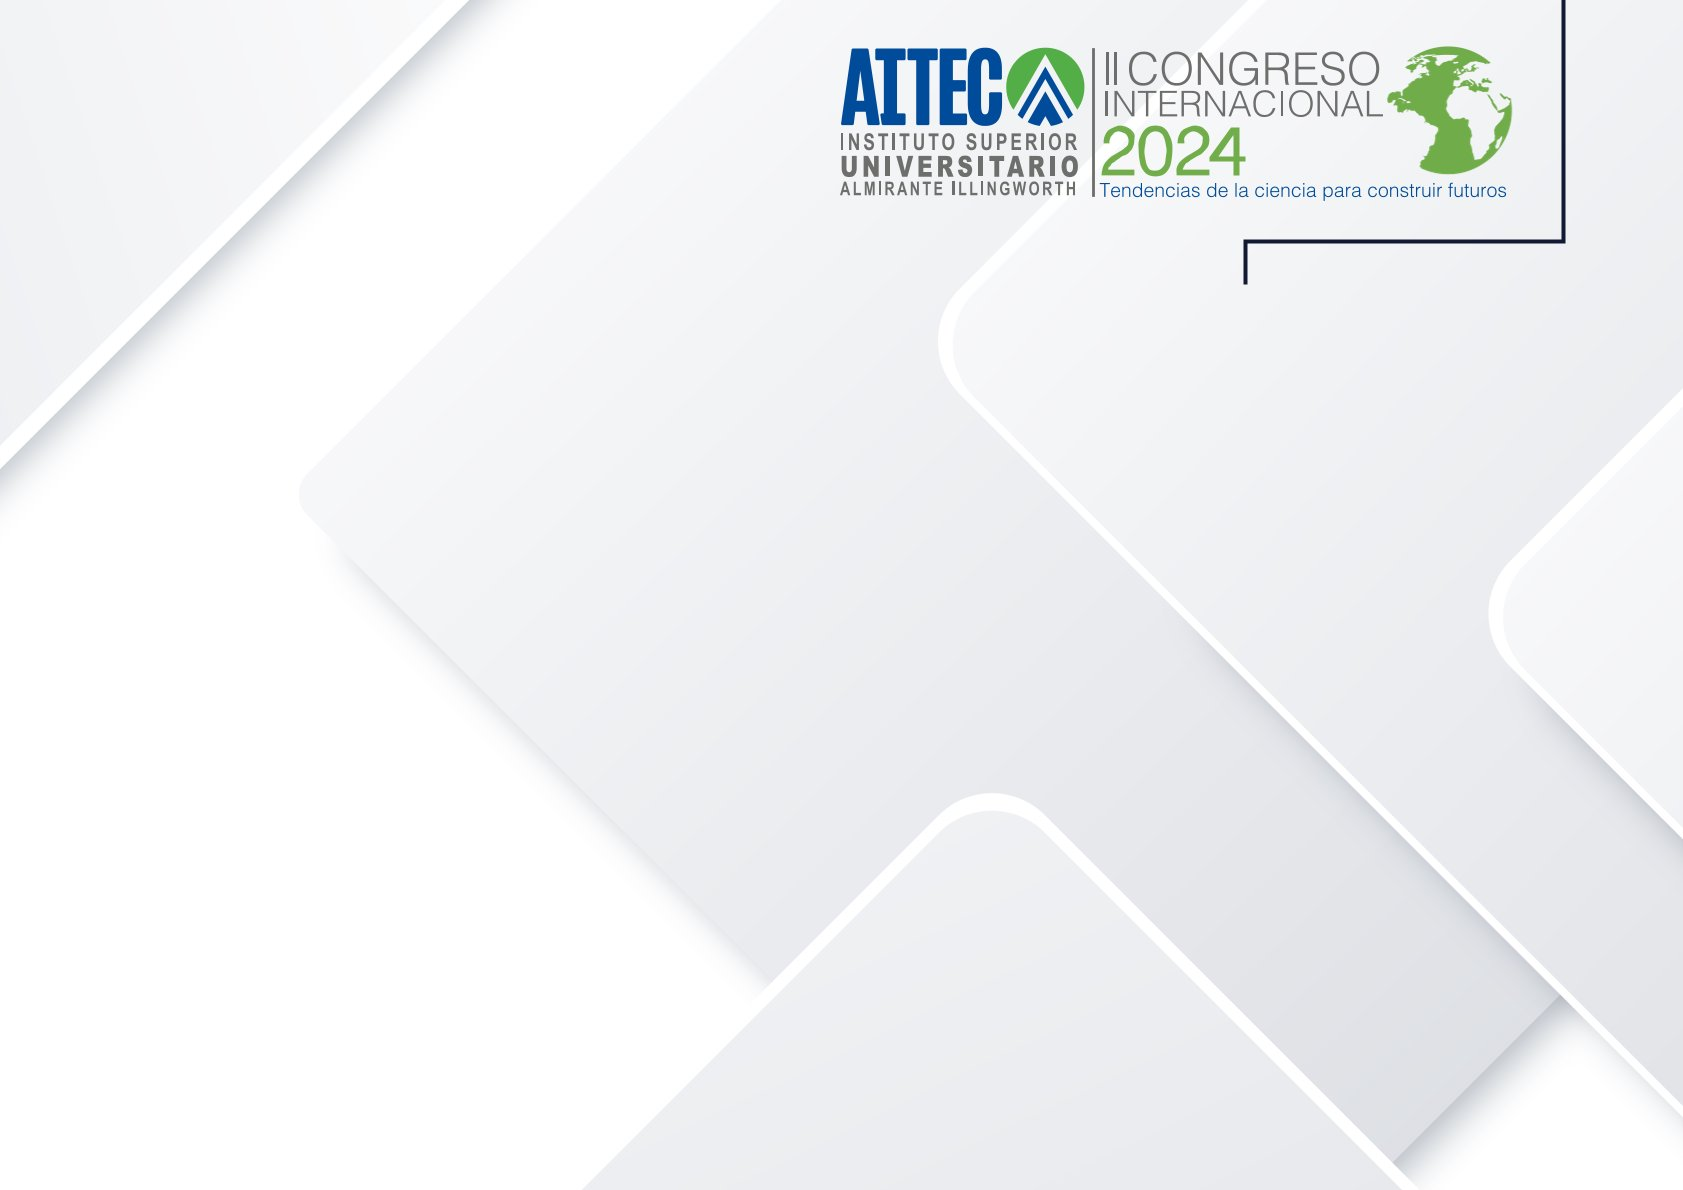 AITEC
INSTITUTO SUPERIOR
UNIVERSITARIO
ALMIRANTE ILLINGWORTH
II CONGRESO
INTERNACIONAL
2024
Tendencias de la ciencia para construir futuros